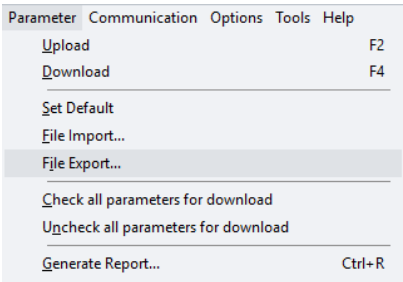 Parameter Communication Options Tools Help
Upload F2
Download F4
Set Default
File Import...
File Export...
Check all parameters for download
Uncheck all parameters for download
Generate Report... Ctrl+R